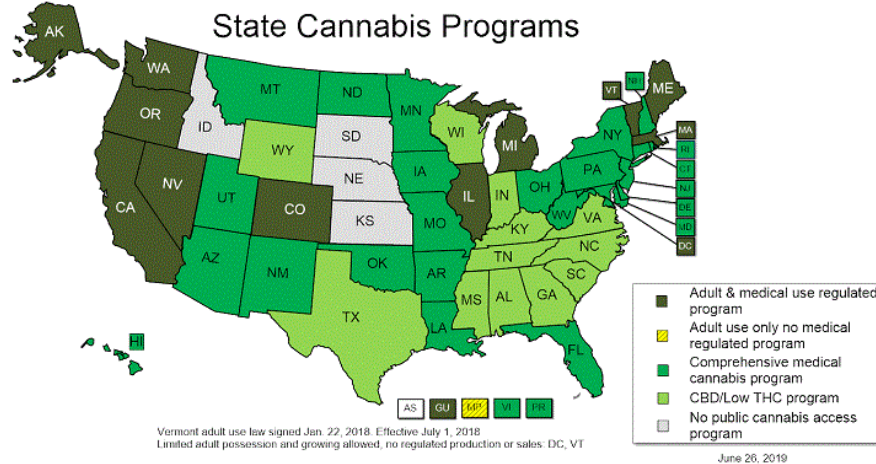 State Cannabis Programs
AK
WA
OR
CA
NV
ID
MT
WY
UT
CO
AZ
NM
ND
SD
NE
KS
OK
TX
MN
IA
MO
AR
LA
WI
IL
MI
IN
OH
KY
TN
MS
AL
GA
FL
SC
NC
VA
WV
PA
NY
VT
NH
ME
MA
RI
CT
NJ
DE
MD
DC
HI
AS
GU
MP
VI
PR
Adult & medical use regulated
program
Adult use only no medical
regulated program
Comprehensive medical
cannabis program
CBD/Low THC program
No public cannabis access
program
Vermont adult use law signed Jan. 22, 2018. Effective July 1, 2018
Limited adult possession and growing allowed, no regulated production or sales: DC, VT
June 26, 2019